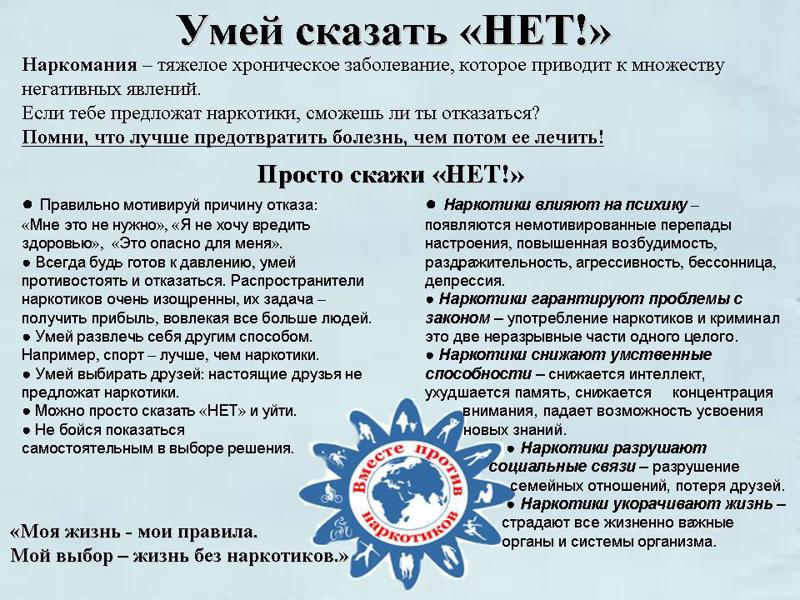 Умей сказать «НЕТ!»
Наркомания – тяжелое хроническое заболевание, которое приводит к множеству
негативных явлений.
Если тебе предложат наркотики, сможешь ли ты отказаться?
Помни, что лучше предотвратить болезнь, чем потом ее лечить!
Просто скажи «НЕТ!»
● Правильно мотивируй причину отказа:
«Мне это не нужно», «Я не хочу вредить
здоровью», «Это опасно для меня».
● Всегда будь готов к давлению, умей
противостоять и отказаться. Распространители
наркотиков очень изощренны, их задача –
получить прибыль, вовлекая все больше людей.
● Умей развлечь себя другим способом.
Например, спорт – лучше, чем наркотики.
● Умей выбирать друзей: настоящие друзья не
предложат наркотики.
● Можно просто сказать «НЕТ» и уйти.
● Не бойся показаться
самостоятельным в выборе решения.
«Моя жизнь - мои правила.
Мой выбор – жизнь без наркотиков.»
● Наркотики влияют на психику –
появляются немотивированные перепады
настроения, повышенная возбудимость,
раздражительность, агрессивность, бессонница,
депрессия.
● Наркотики гарантируют проблемы с
законом – употребление наркотиков и криминал
это две неразрывные части одного целого.
● Наркотики снижают умственные
способности – снижается интеллект,
ухудшается память, снижается концентрация
внимания, падает возможность усвоения
новых знаний.
● Наркотики разрушают
социальные связи – разрушение
семейных отношений, потеря друзей.
● Наркотики укорачивают жизнь –
страдают все жизненно важные
органы и системы организма.
Вместе против
наркотиков